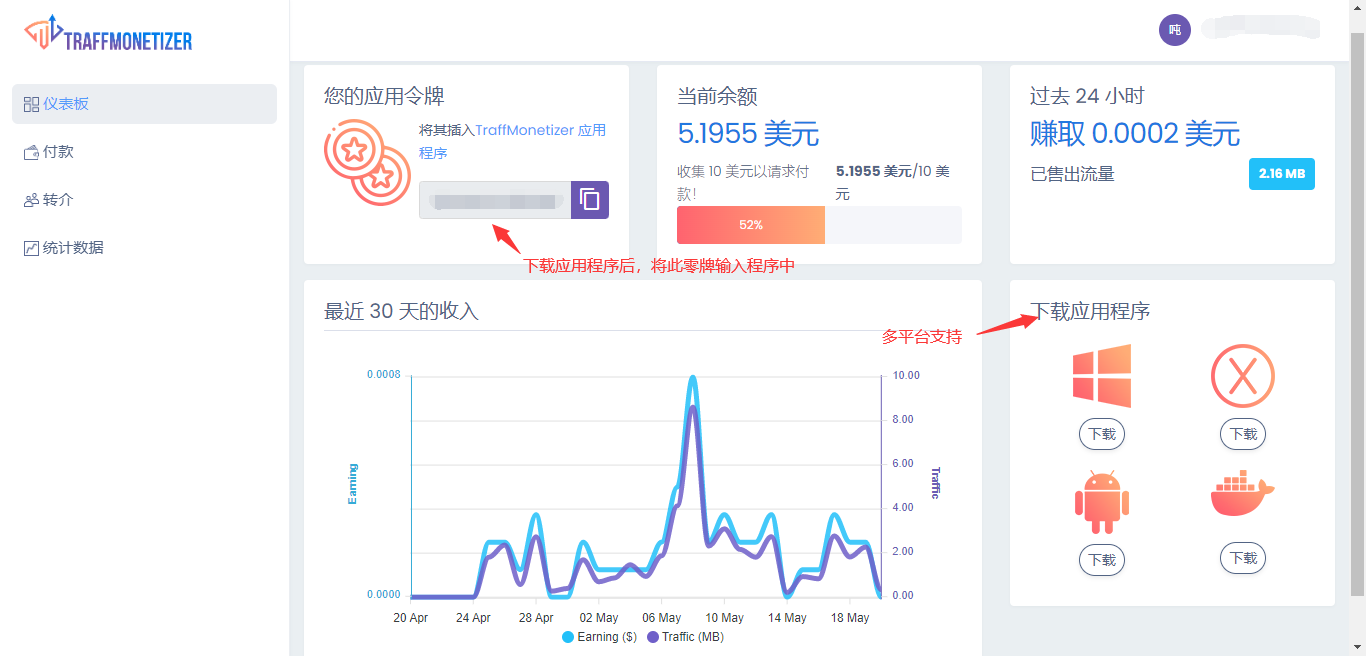 TRAFFMONETIZER
吨
仪表板
付款
转介
统计数据
您的应用令牌
将其插入TraffMonetizer 应用
程序
下载应用程序后，将此零牌输入程序中
当前余额
5.1955 美元
收集 10 美元以请求付
款！
5.1955 美元/10 美
元
52%
过去 24 小时
赚取 0.0002 美元
已售出流量
2.16 MB
最近 30 天的收入
多平台支持
0.0008
0.0000
Earning
10.00
8.00
6.00
4.00
2.00
0.00
Traffic
20 Apr
24 Apr
28 Apr
02 May
06 May
10 May
14 May
18 May
Earning ($)
Traffic (MB)
下载应用程序
下载
下载
下载
下载